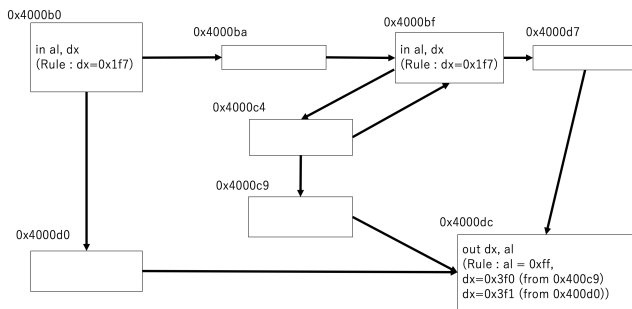 0x4000b0
in al, dx
(Rule : dx=0x1f7)
0x4000ba
0x4000bf
in al, dx
(Rule : dx=0x1f7)
0x4000d7
0x4000c4
0x4000c9
0x4000d0
0x4000dc
out dx, al
(Rule : al = 0xff,
dx=0x3f0 (from 0x400c9)
dx=0x3f1 (from 0x400d0))